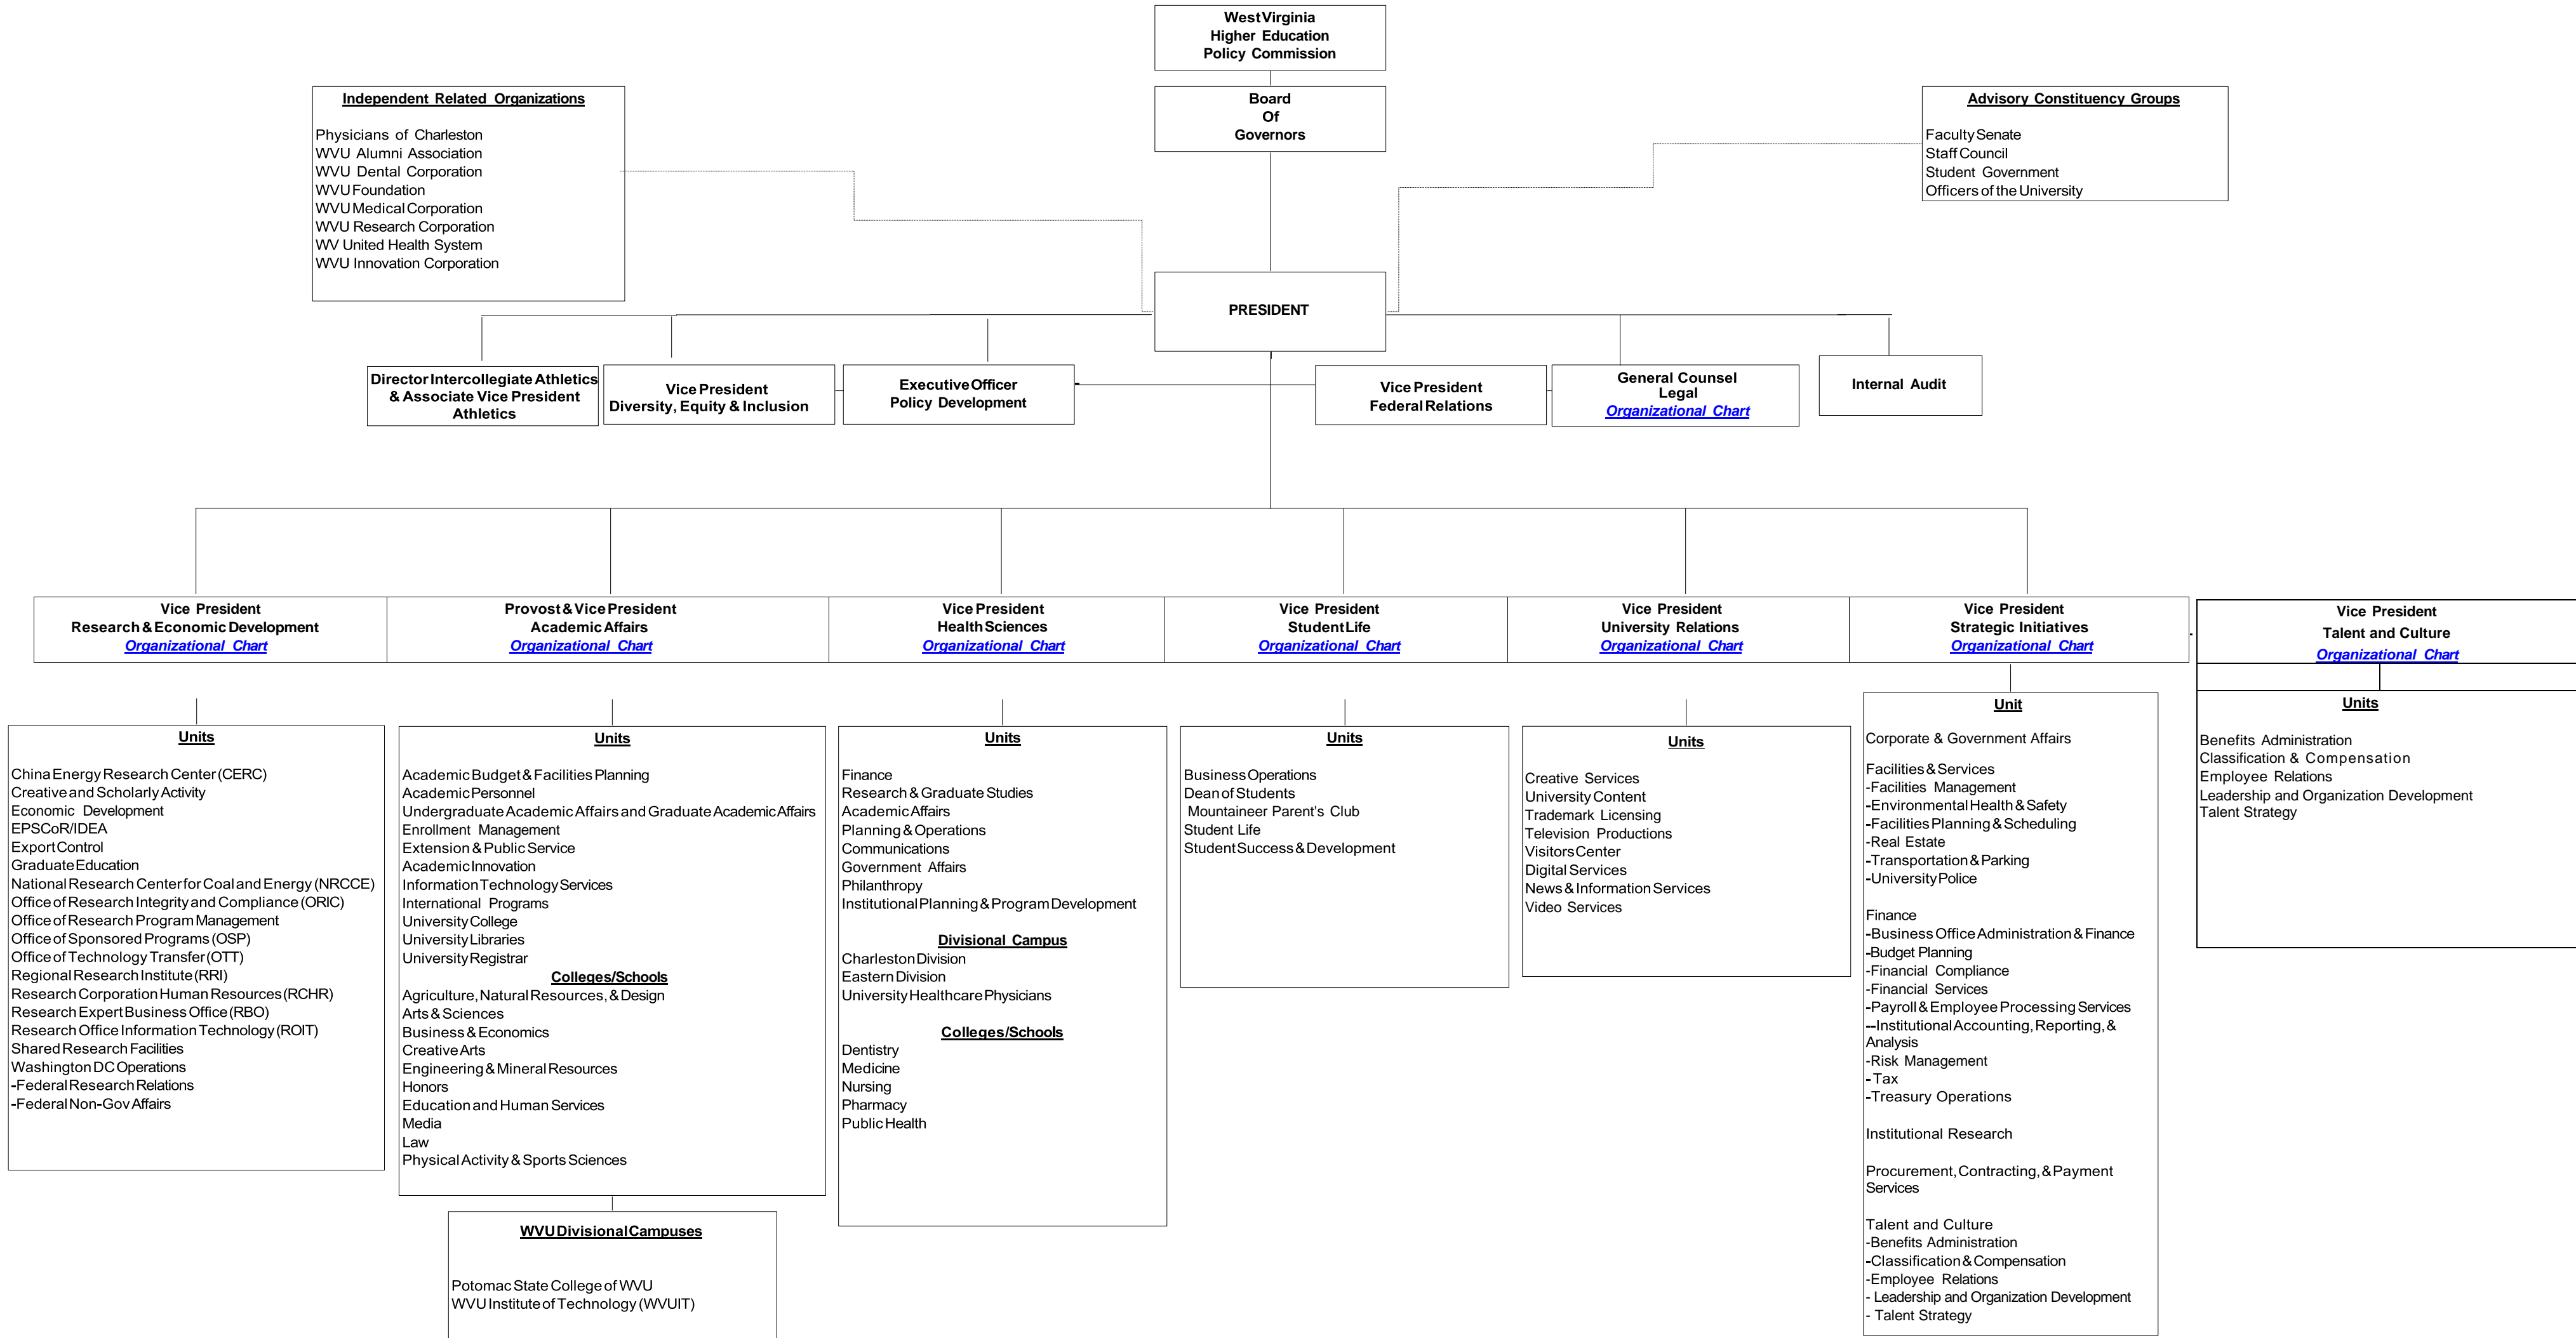 West Virginia
Higher Education
Policy Commission
Independent Related Organizations
Physicians of Charleston
WVU Alumni Association
WVU Dental Corporation
WVU Foundation
WVU Medical Corporation
WVU Research Corporation
WV United Health System
WVU Innovation Corporation
Board
Of
Governors
Advisory Constituency Groups
Faculty Senate
Staff Council
Student Government
Officers of the University
PRESIDENT
Director Intercollegiate Athletics
& Associate Vice President
Athletics
Vice President
Diversity, Equity & Inclusion
Executive Officer
Policy Development
Vice President
Federal Relations
General Counsel
Legal
Organizational Chart
Internal Audit
Vice President
Research & Economic Development
Organizational Chart
Provost & Vice President
Academic Affairs
Organizational Chart
Vice President
Health Sciences
Organizational Chart
Vice President
Student Life
Organizational Chart
Vice President
University Relations
Organizational Chart
Vice President
Strategic Initiatives
Organizational Chart
Vice President
Talent and Culture
Organizational Chart
Units
China Energy Research Center (CERC)
Creative and Scholarly Activity
Economic Development
EPSCoR/IDEA
Export Control
Graduate Education
National Research Center for Coal and Energy (NRCCE)
Office of Research Integrity and Compliance (ORIC)
Office of Research Program Management
Office of Sponsored Programs (OSP)
Office of Technology Transfer (OTT)
Regional Research Institute (RRI)
Research Corporation Human Resources (RCHR)
Research Expert Business Office (RBO)
Research Office Information Technology (ROIT)
Shared Research Facilities
Washington DC Operations
-Federal Research Relations
-Federal Non-Gov Affairs
Units
Academic Budget & Facilities Planning
Academic Personnel
Undergraduate Academic Affairs and Graduate Academic Affairs
Enrollment Management
Extension & Public Service
Academic Innovation
Information Technology Services
International Programs
University College
University Libraries
University Registrar
Colleges/Schools
Agriculture, Natural Resources, & Design
Arts & Sciences
Business & Economics
Creative Arts
Engineering & Mineral Resources
Honors
Education and Human Services
Media
Law
Physical Activity & Sports Sciences
WVU Divisional Campuses
Potomac State College of WVU
WVU Institute of Technology (WVUIT)
Units
Finance
Research & Graduate Studies
Academic Affairs
Planning & Operations
Communications
Government Affairs
Philanthropy
Institutional Planning & Program Development
Divisional Campus
Charleston Division
Eastern Division
University Healthcare Physicians
Colleges/Schools
Dentistry
Medicine
Nursing
Pharmacy
Public Health
Units
Business Operations
Dean of Students
Mountaineer Parent's Club
Student Life
Student Success & Development
Units
Creative Services
University Content
Trademark Licensing
Television Productions
Visitors Center
Digital Services
News & Information Services
Video Services
Unit
Corporate & Government Affairs
Facilities & Services
-Facilities Management
-Environmental Health & Safety
-Facilities Planning & Scheduling
-Real Estate
-Transportation & Parking
-University Police
Finance
-Business Office Administration & Finance
-Budget Planning
-Financial Compliance
-Financial Services
-Payroll & Employee Processing Services
--Institutional Accounting, Reporting, &
Analysis
-Risk Management
- Tax
-Treasury Operations
Institutional Research
Procurement, Contracting, & Payment
Services
Talent and Culture
-Benefits Administration
-Classification & Compensation
-Employee Relations
- Leadership and Organization Development
- Talent Strategy
Units
Benefits Administration
Classification & Compensation
Employee Relations
Leadership and Organization Development
Talent Strategy